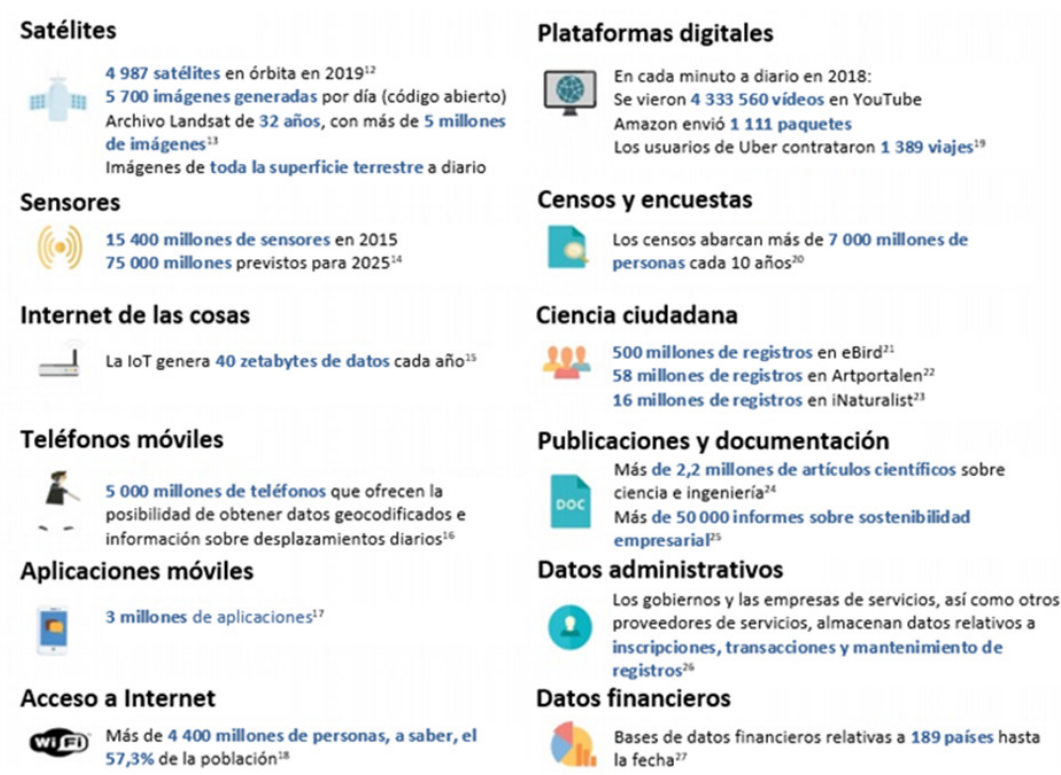 Satélites
4 987 satélites en órbita en 2019¹²
5 700 imágenes generadas por día (código abierto)
Archivo Landsat de 32 años, con más de 5 millones
de imágenes¹³
Imágenes de toda la superficie terrestre a diario
Sensores
15 400 millones de sensores en 2015
75 000 millones previstos para 2025¹⁴
Internet de las cosas
La IoT genera 40 zetabytes de datos cada año¹⁵
Teléfonos móviles
5 000 millones de teléfonos que ofrecen la
posibilidad de obtener datos geocodificados e
información sobre desplazamientos diarios¹⁶
Aplicaciones móviles
3 millones de aplicaciones¹⁷
Acceso a Internet
Wi Fi
Más de 4 400 millones de personas, a saber, el
57,3% de la población¹⁸
Plataformas digitales
En cada minuto a diario en 2018:
Se vieron 4 333 560 vídeos en YouTube
Amazon envió 1 111 paquetes
Los usuarios de Uber contrataron 1 389 viajes¹⁹
Censos y encuestas
Los censos abarcan más de 7 000 millones de
personas cada 10 años²⁰
Ciencia ciudadana
500 millones de registros en eBird²¹
58 millones de registros en Artportalen²²
16 millones de registros en iNaturalist²³
Publicaciones y documentación
DOC
Más de 2,2 millones de artículos científicos sobre
ciencia e ingeniería²⁴
Más de 50 000 informes sobre sostenibilidad
empresarial²⁵
Datos administrativos
Los gobiernos y las empresas de servicios, así como otros
proveedores de servicios, almacenan datos relativos a
inscripciones, transacciones y mantenimiento de
registros²⁶
Datos financieros
Bases de datos financieros relativas a 189 países hasta
la fecha²⁷